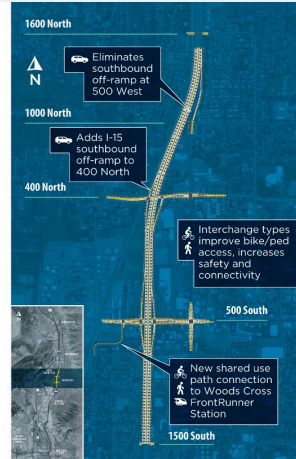 1600 North
Eliminates
southbound
off-ramp at
500 West
N
1000 North
Adds I-15
southbound
off-ramp to
400 North
400 North
Interchange types
improve bike/ped
access, increases
safety and
connectivity
500 South
New shared use
path connection
to Woods Cross
FrontRunner
Station
1500 South